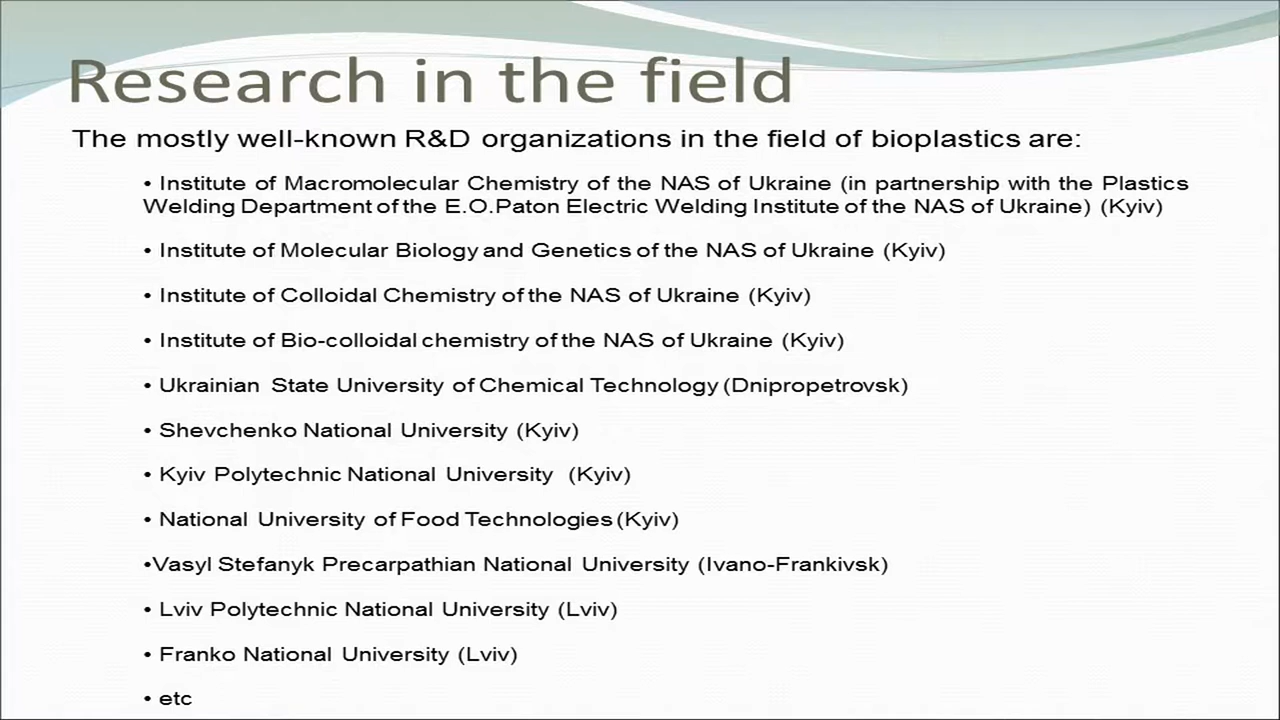 Research in the field
The mostly well-known R&D organizations in the field of bioplastics are:
• Institute of Macromolecular Chemistry of the NAS of Ukraine (in partnership with the Plastics
Welding Department of the E.O.Paton Electric Welding Institute of the NAS of Ukraine) (Kyiv)
• Institute of Molecular Biology and Genetics of the NAS of Ukraine (Kyiv)
• Institute of Colloidal Chemistry of the NAS of Ukraine (Kyiv)
• Institute of Bio-colloidal chemistry of the NAS of Ukraine (Kyiv)
• Ukrainian State University of Chemical Technology (Dnipropetrovsk)
• Shevchenko National University (Kyiv)
• Kyiv Polytechnic National University (Kyiv)
• National University of Food Technologies (Kyiv)
•Vasyl Stefanyk Precarpathian National University (Ivano-Frankivsk)
• Lviv Polytechnic National University (Lviv)
• Franko National University (Lviv)
• etc